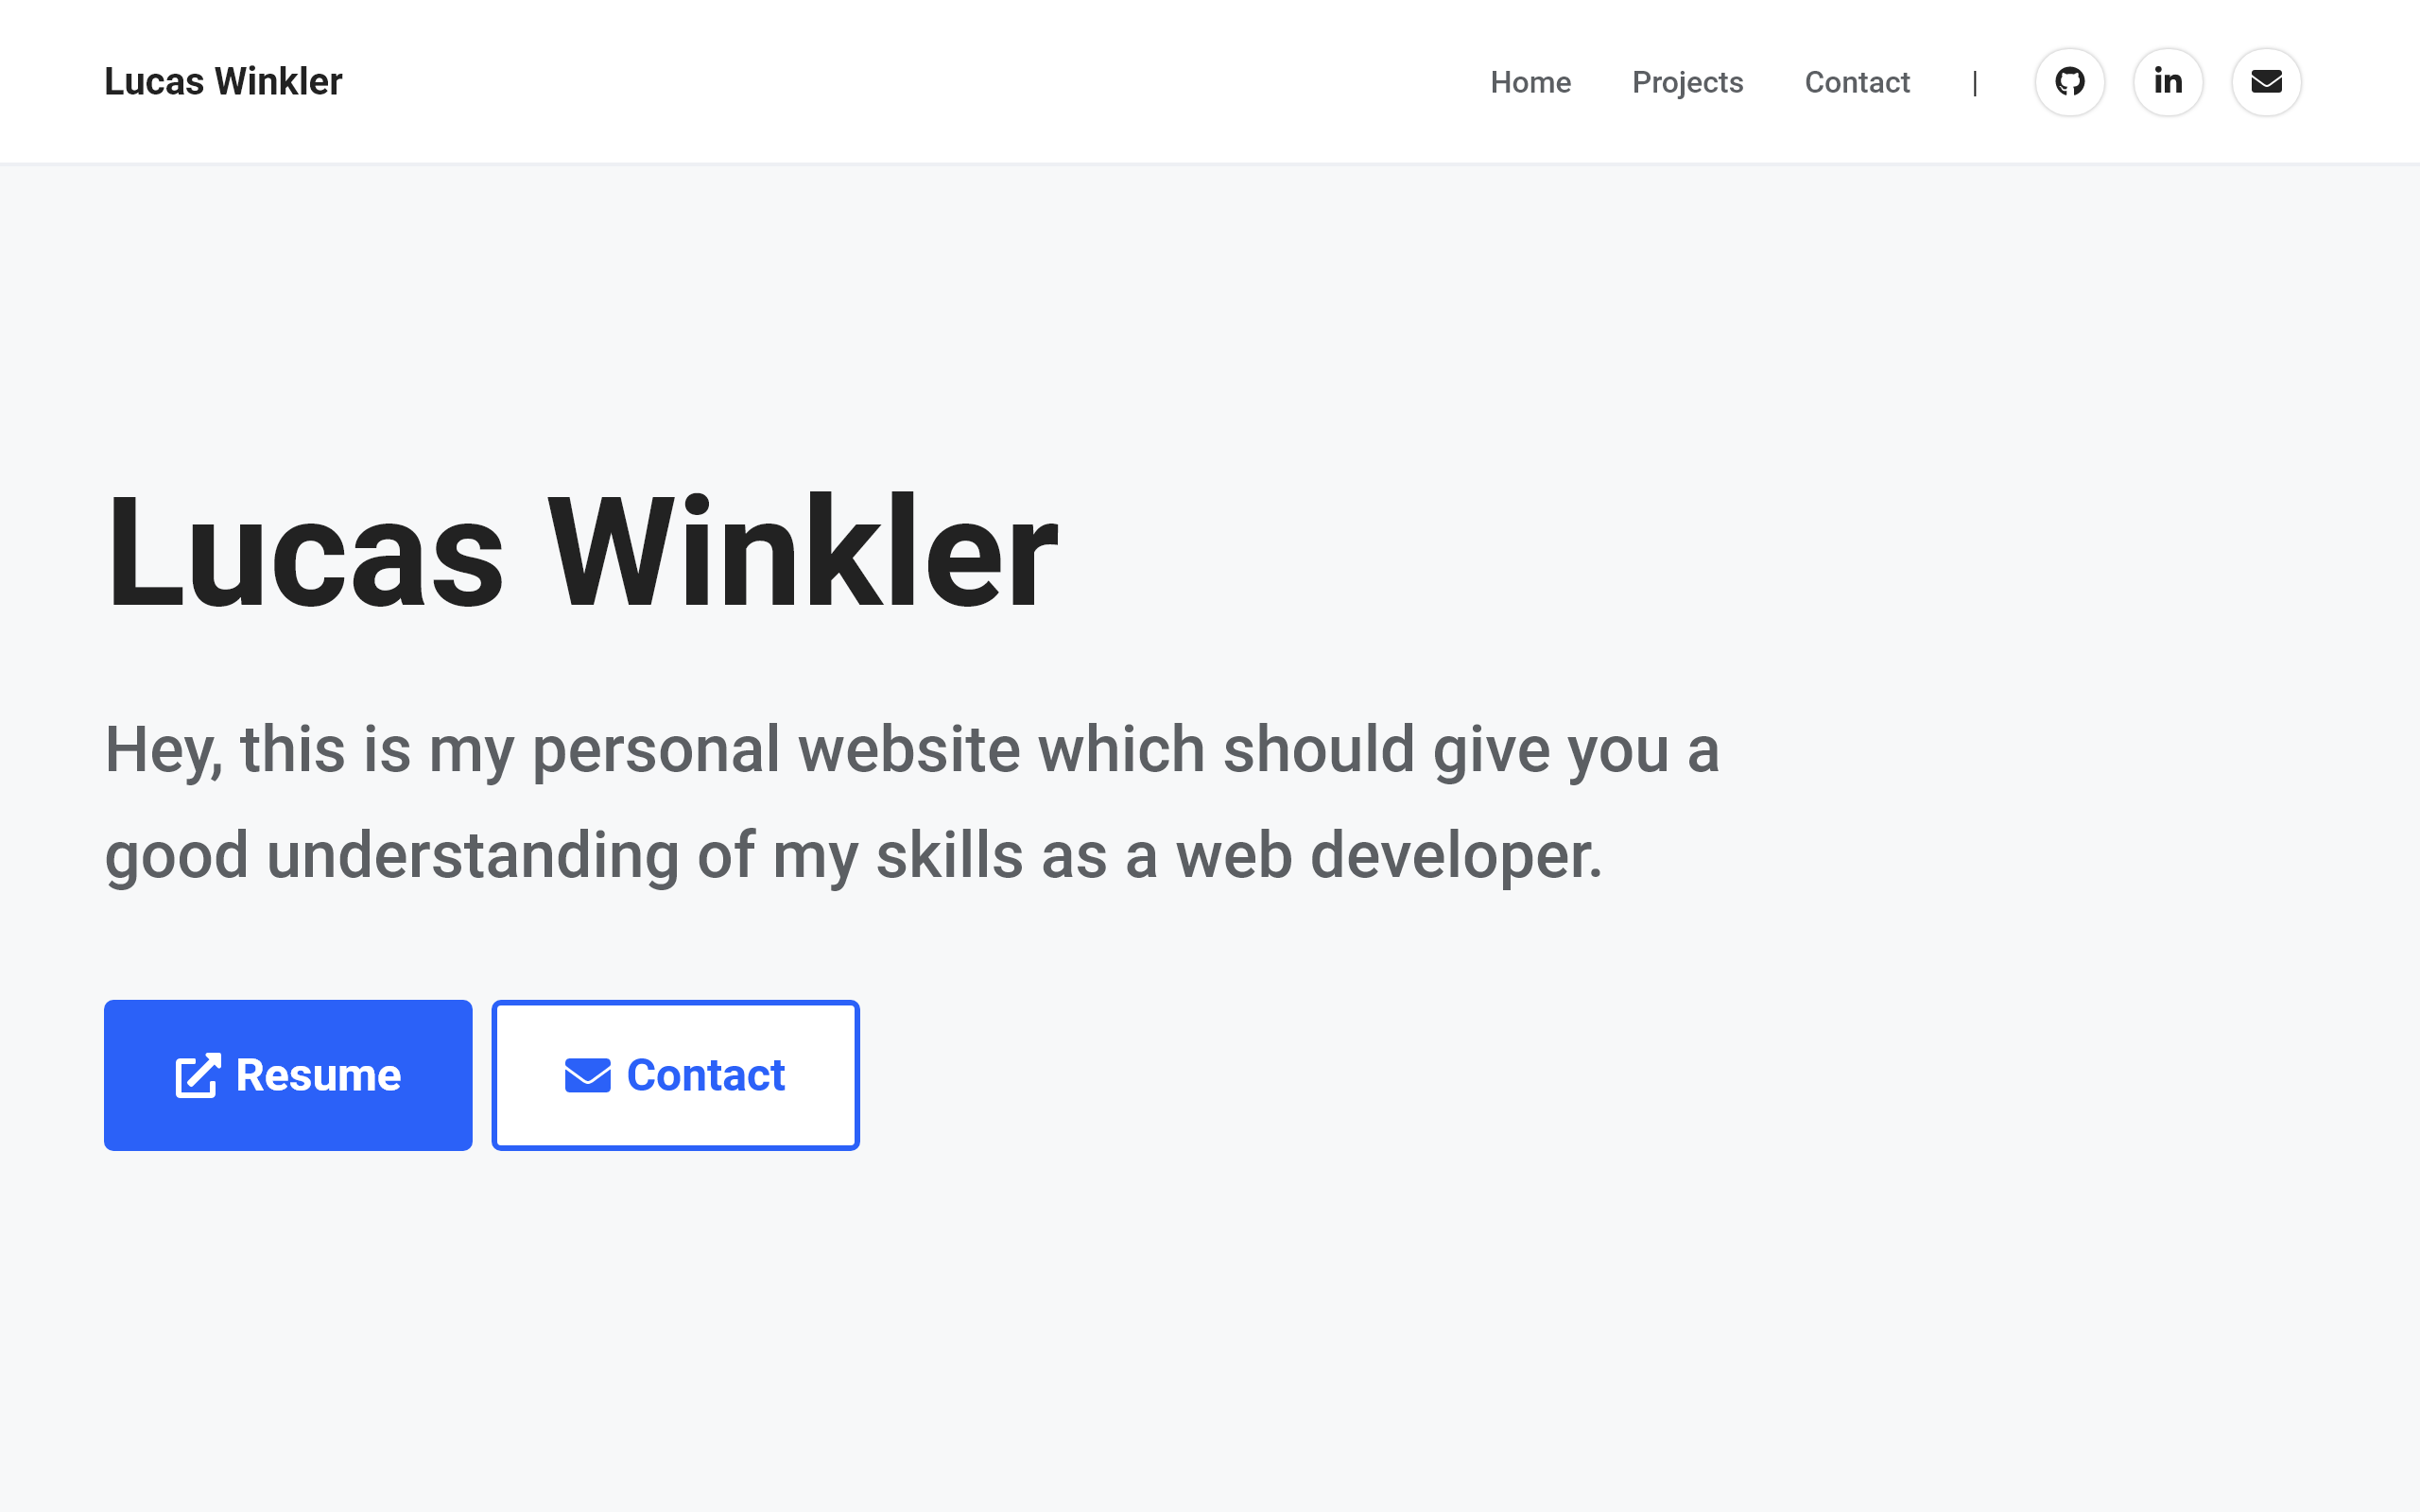 Lucas Winkler
Home Projects Contact |
Lucas Winkler
Hey, this is my personal website which should give you a
good understanding of my skills as a web developer.
Resume Contact